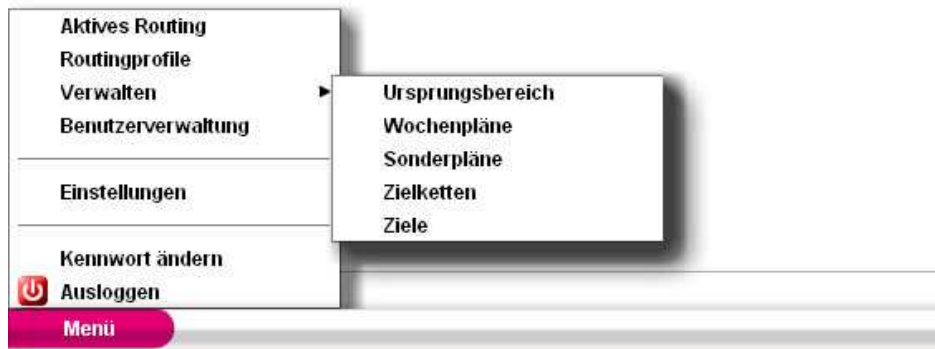 Aktives Routing
Routingprofile
Verwalten
Benutzerverwaltung
Einstellungen
Kennwort ändern
Ausloggen
Menü
Ursprungsbereich
Wochenpläne
Sonderpläne
Zielketten
Ziele